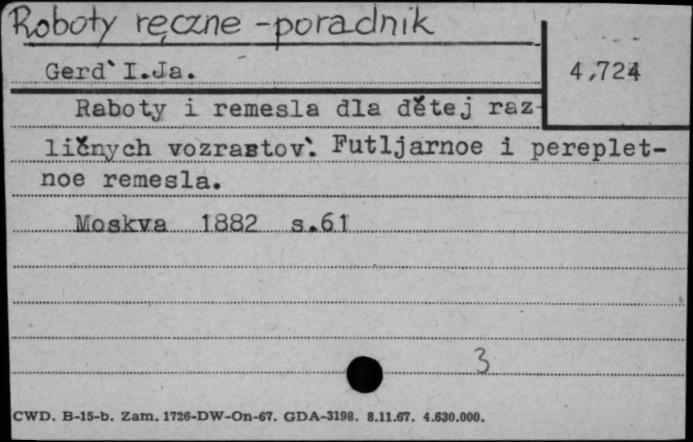 Roboty ręczne - poradnik
Gerd` I.Ja.
4,724
Raboty i remesla dla dětej raz-
ličnych vozrastov`. Futljarnoe i pereplet-
noe remesla.
Moskva 1882 s.61
3
CWD. B-15-b. Zam. 1726-DW-On-67. GDA-3198. 8.11.67. 4.630.000.